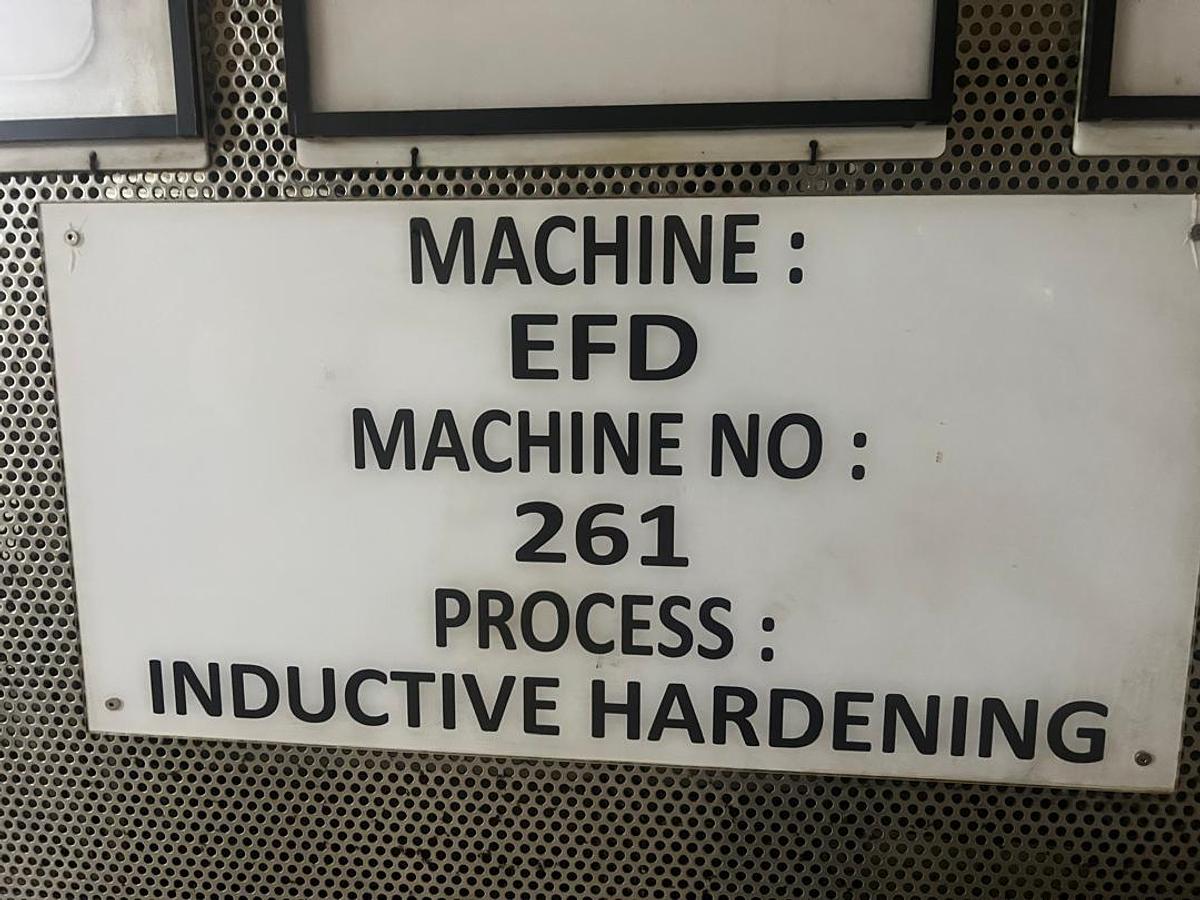 MACHINE :
EFD
MACHINE NO :
261
PROCESS :
INDUCTIVE HARDENING